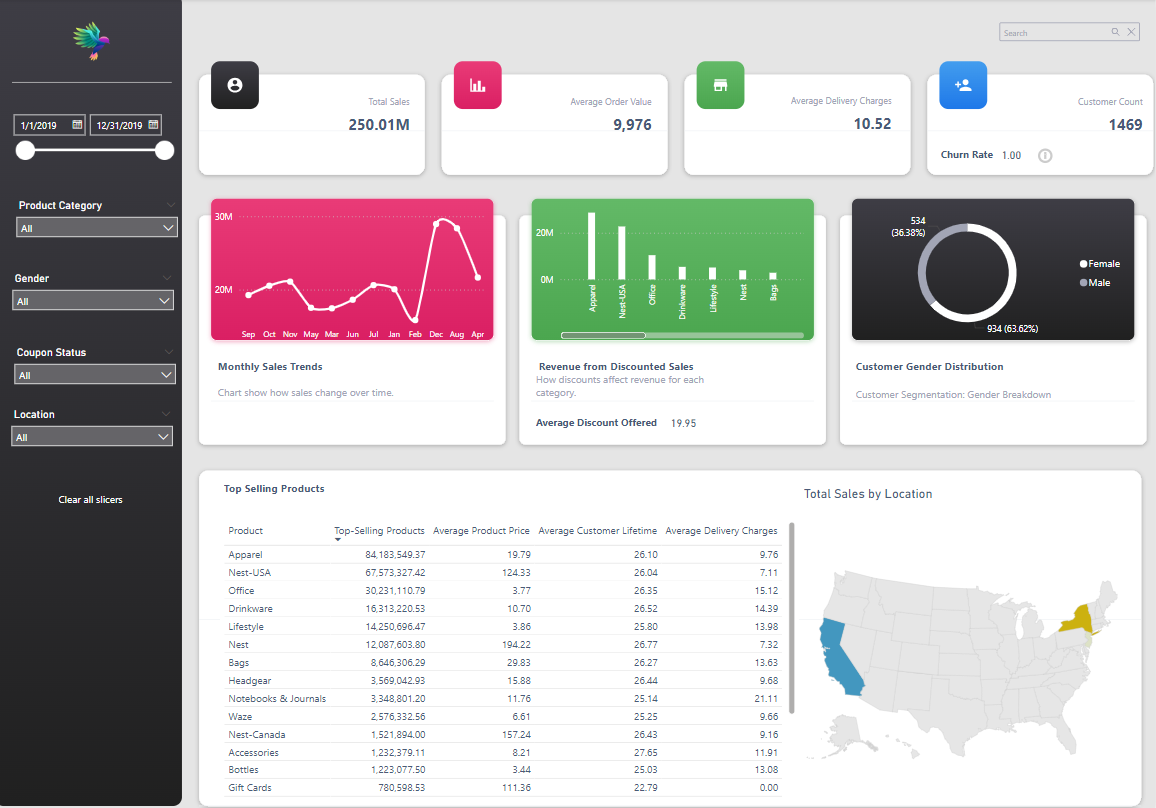 Search
1/1/2019 12/31/2019
Product Category
All
Gender
All
Coupon Status
All
Location
All
Clear all slicers
Total Sales
250.01M
Average Order Value
9,976
Average Delivery Charges
10.52
Customer Count
1469
Churn Rate 1.00
30M
20M
Sep Oct Nov May Mar Jun Jul Jan Feb Dec Aug Apr
Monthly Sales Trends
Chart show how sales change over time.
20M
0M
Apparel
Nest-USA
Office
Drinkware
Lifestyle
Nest
Bags
Revenue from Discounted Sales
How discounts affect revenue for each
category.
Average Discount Offered 19.95
534
(36.38%)
Female
Male
934 (63.62%)
Customer Gender Distribution
Customer Segmentation: Gender Breakdown
Top Selling Products
Product Top-Selling Products Average Product Price Average Customer Lifetime Average Delivery Charges
Apparel 84,183,549.37 19.79 26.10 9.76
Nest-USA 67,573,327.42 124.33 26.04 7.11
Office 30,231,110.79 3.77 26.35 15.12
Drinkware 16,313,220.53 10.70 26.52 14.39
Lifestyle 14,250,696.47 3.86 25.80 13.98
Nest 12,087,603.80 194.22 26.77 7.32
Bags 8,646,306.29 29.83 26.27 13.63
Headgear 3,569,042.93 15.88 26.44 9.68
Notebooks & Journals 3,348,801.20 11.76 25.14 21.11
Waze 2,576,332.56 6.61 25.25 9.66
Nest-Canada 1,521,894.00 157.24 26.43 9.16
Accessories 1,232,379.11 8.21 27.65 11.91
Bottles 1,223,077.50 3.44 25.03 13.08
Gift Cards 780,598.53 111.36 22.79 0.00
Total Sales by Location